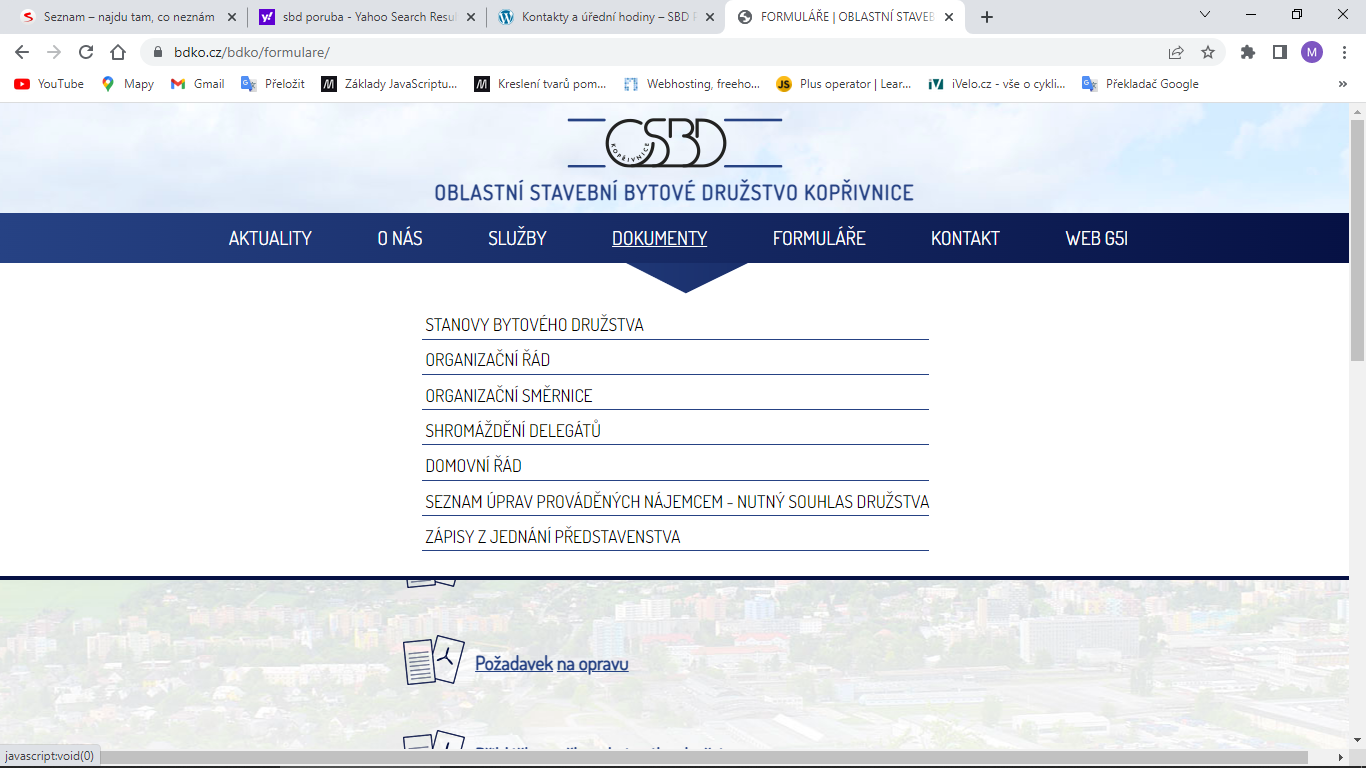 Seznam – najdu tam, co neznám
sbd poruba - Yahoo Search Resul
Kontakty a úřední hodiny – SBD P
FORMULÁŘE | OBLASTNÍ STAVEB
bdko.cz/bdko/formulare/
M
YouTube
Mapy
Gmail
Přeložit
Základy JavaScriptu...
Kreslení tvarů pom...
Webhosting, freeho...
Plus operator | Lear...
iVelo.cz - vše o cykli...
Překladač Google
OSBD
KOPŘIVNICE
OBLASTNÍ STAVEBNÍ BYTOVÉ DRUŽSTVO KOPŘIVNICE
AKTUALITY
O NÁS
SLUŽBY
DOKUMENTY
FORMULÁŘE
KONTAKT
WEB G5I
STANOVY BYTOVÉHO DRUŽSTVA
ORGANIZAČNÍ ŘÁD
ORGANIZAČNÍ SMĚRNICE
SHROMÁŽDĚNÍ DELEGÁTŮ
DOMOVNÍ ŘÁD
SEZNAM ÚPRAV PROVÁDĚNÝCH NÁJEMCEM - NUTNÝ SOUHLAS DRUŽSTVA
ZÁPISY Z JEDNÁNÍ PŘEDSTAVENSTVA
Požadavek na opravu
javascript:void(0)